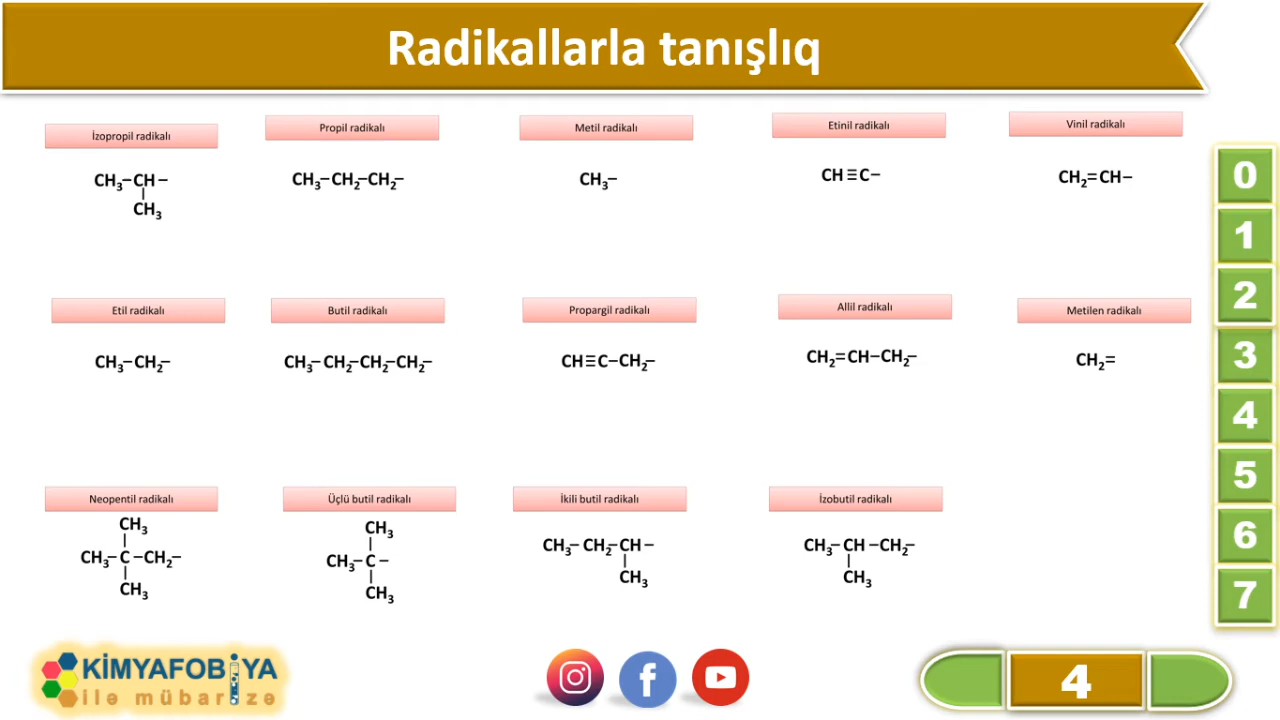 Radikallarla tanışlıq
İzopropil radikalı
Propil radikalı
Metil radikalı
Etinil radikalı
Vinil radikalı
CH₃–CH–
CH₃
CH₃–CH₂–CH₂–
CH₃–
CH≡C–
CH₂=CH–
Etil radikalı
Butil radikalı
Propargil radikalı
Allil radikalı
Metilen radikalı
CH₃–CH₂–
CH₃–CH₂–CH₂–CH₂–
CH≡C–CH₂–
CH₂=CH–CH₂–
CH₂=
Neopentil radikalı
Üçlü butil radikalı
İkili butil radikalı
İzobutil radikalı
CH₃
CH₃–C–CH₂–
CH₃
CH₃
CH₃–C–
CH₃
CH₃–CH₂–CH–
CH₃
CH₃–CH–CH₂–
CH₃
0
1
2
3
4
5
6
7
KİMYAFOBİYA
ilə mübarizə
4